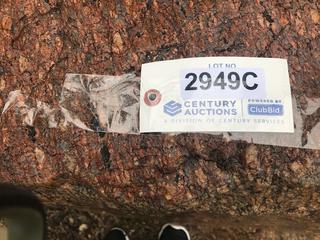 LOT NO.
2949C
CENTURY
AUCTIONS
POWERED BY
ClubBid
A DIVISION OF CENTURY SERVICES